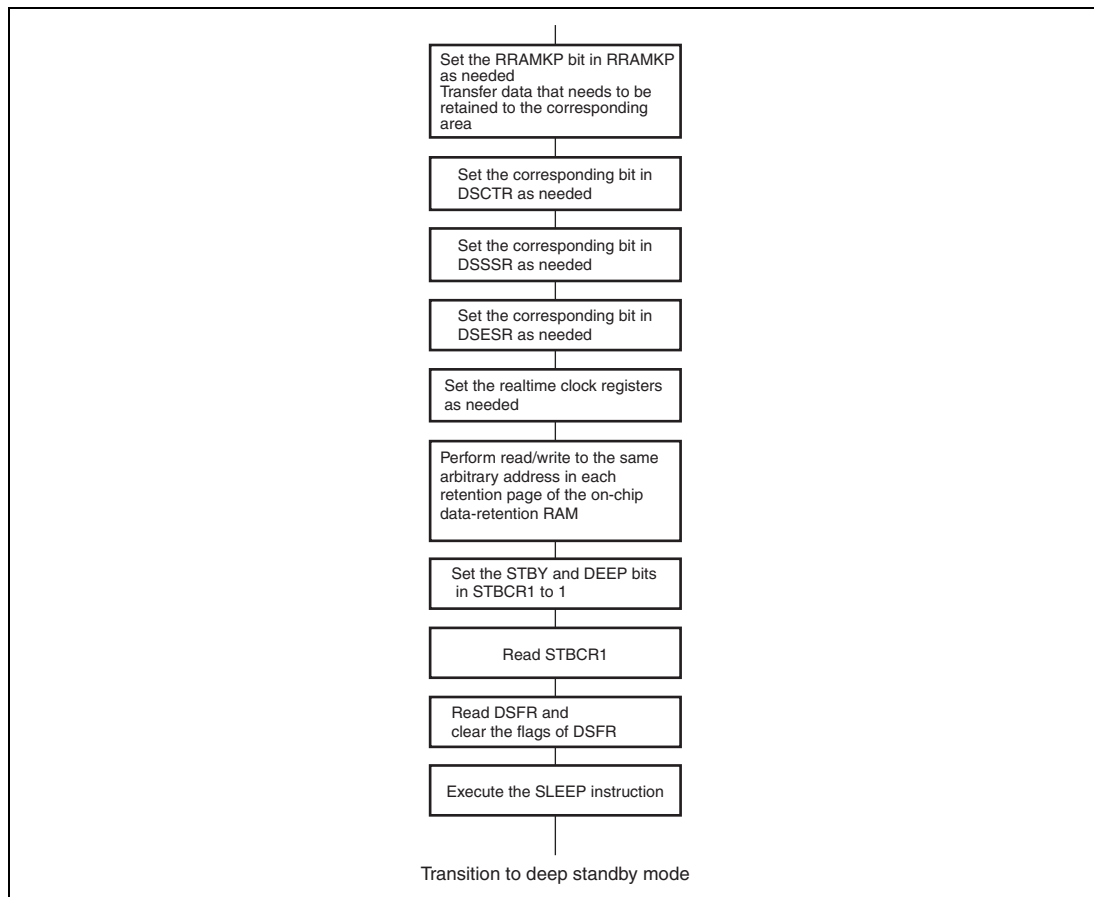 Set the RRAMKP bit in RRAMKP
as needed
Transfer data that needs to be
retained to the corresponding
area
Set the corresponding bit in
DSCTR as needed
Set the corresponding bit in
DSSSR as needed
Set the corresponding bit in
DSESR as needed
Set the realtime clock registers
as needed
Perform read/write to the same
arbitrary address in each
retention page of the on-chip
data-retention RAM
Set the STBY and DEEP bits
in STBCR1 to 1
Read STBCR1
Read DSFR and
clear the flags of DSFR
Execute the SLEEP instruction
Transition to deep standby mode